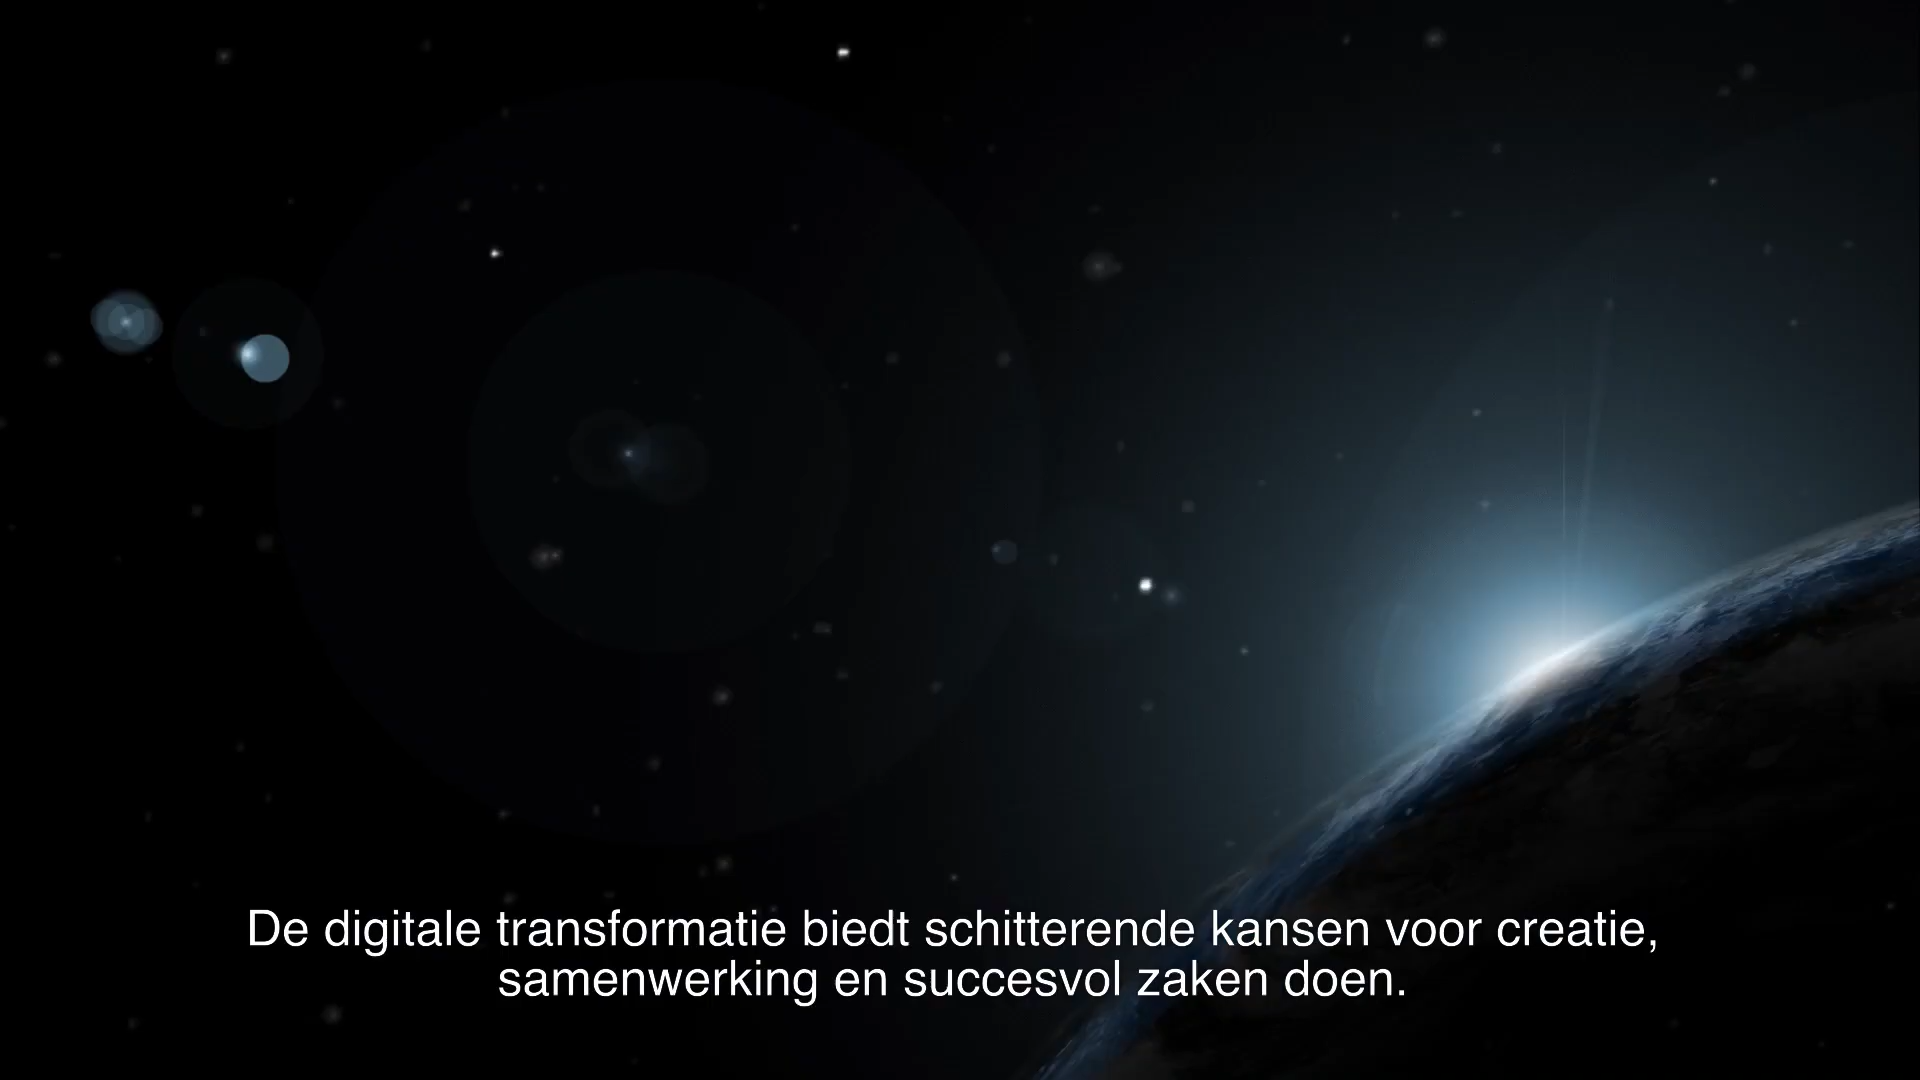 De digitale transformatie biedt schitterende kansen voor creatie,
samenwerking en succesvol zaken doen.